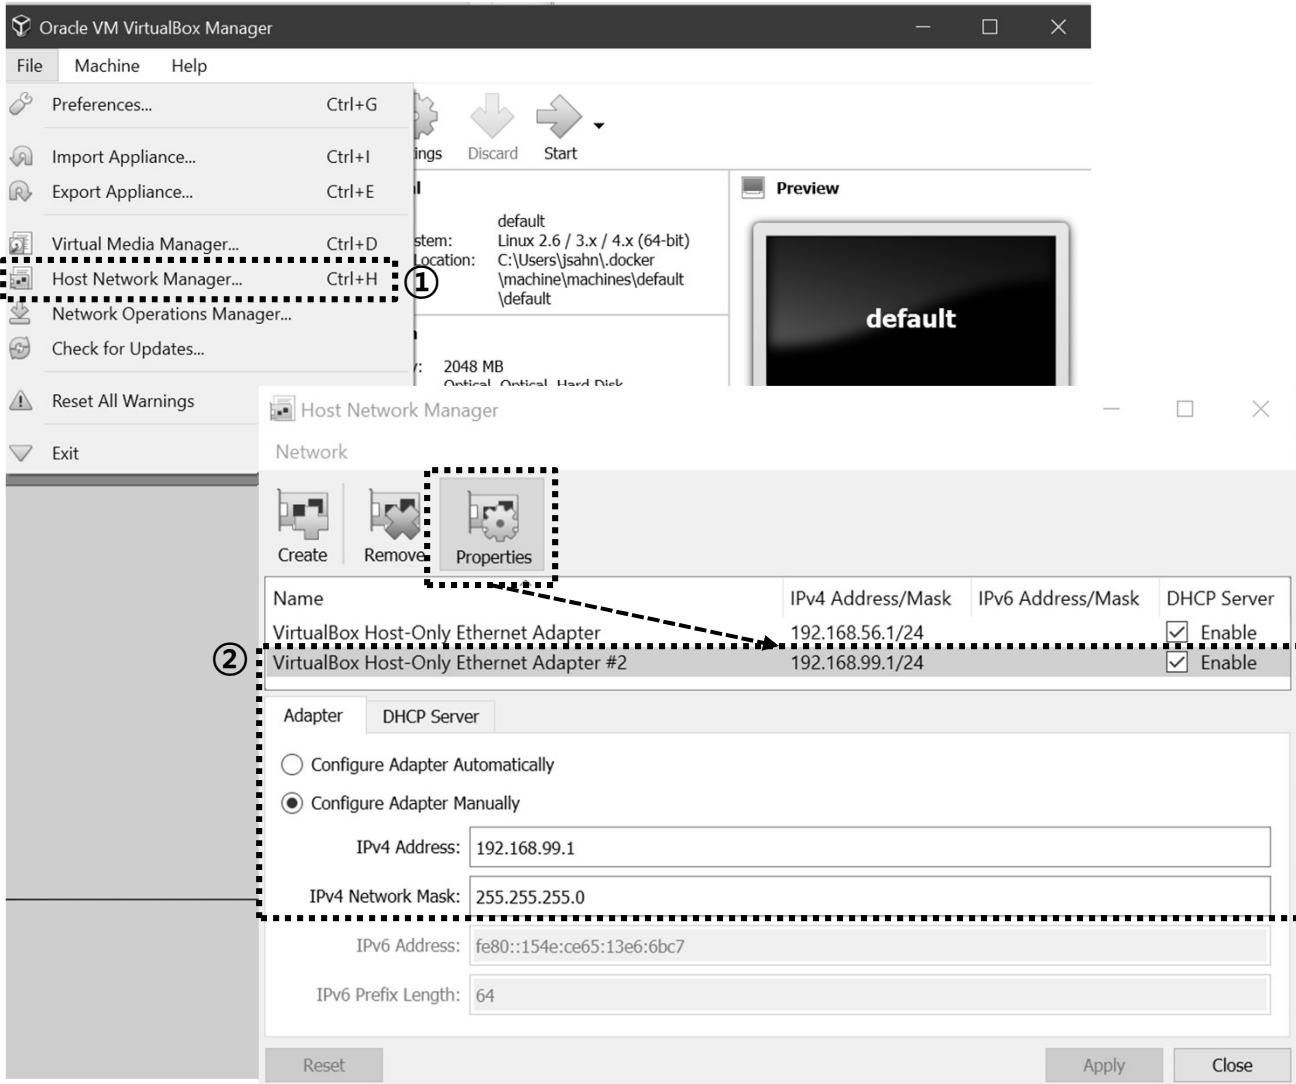 Oracle VM VirtualBox Manager
File Machine Help
Preferences... Ctrl+G
Import Appliance... Ctrl+I
Export Appliance... Ctrl+E
Virtual Media Manager... Ctrl+D
Host Network Manager... Ctrl+H ①
Network Operations Manager...
Check for Updates...
Reset All Warnings
Exit
ings Discard Start
Preview
default
stem: Linux 2.6 / 3.x / 4.x (64-bit)
Location: C:\Users\jsahn\.docker
\machine\machines\default
\default
default
2048 MB
Optical, Optical, Hard Disk
Host Network Manager
Network
Create Remove Properties
Name IPv4 Address/Mask IPv6 Address/Mask DHCP Server
VirtualBox Host-Only Ethernet Adapter 192.168.56.1/24 Enable
② VirtualBox Host-Only Ethernet Adapter #2 192.168.99.1/24 Enable
Adapter DHCP Server
Configure Adapter Automatically
Configure Adapter Manually
IPv4 Address: 192.168.99.1
IPv4 Network Mask: 255.255.255.0
IPv6 Address: fe80::154e:ce65:13e6:6bc7
IPv6 Prefix Length: 64
Reset Apply Close